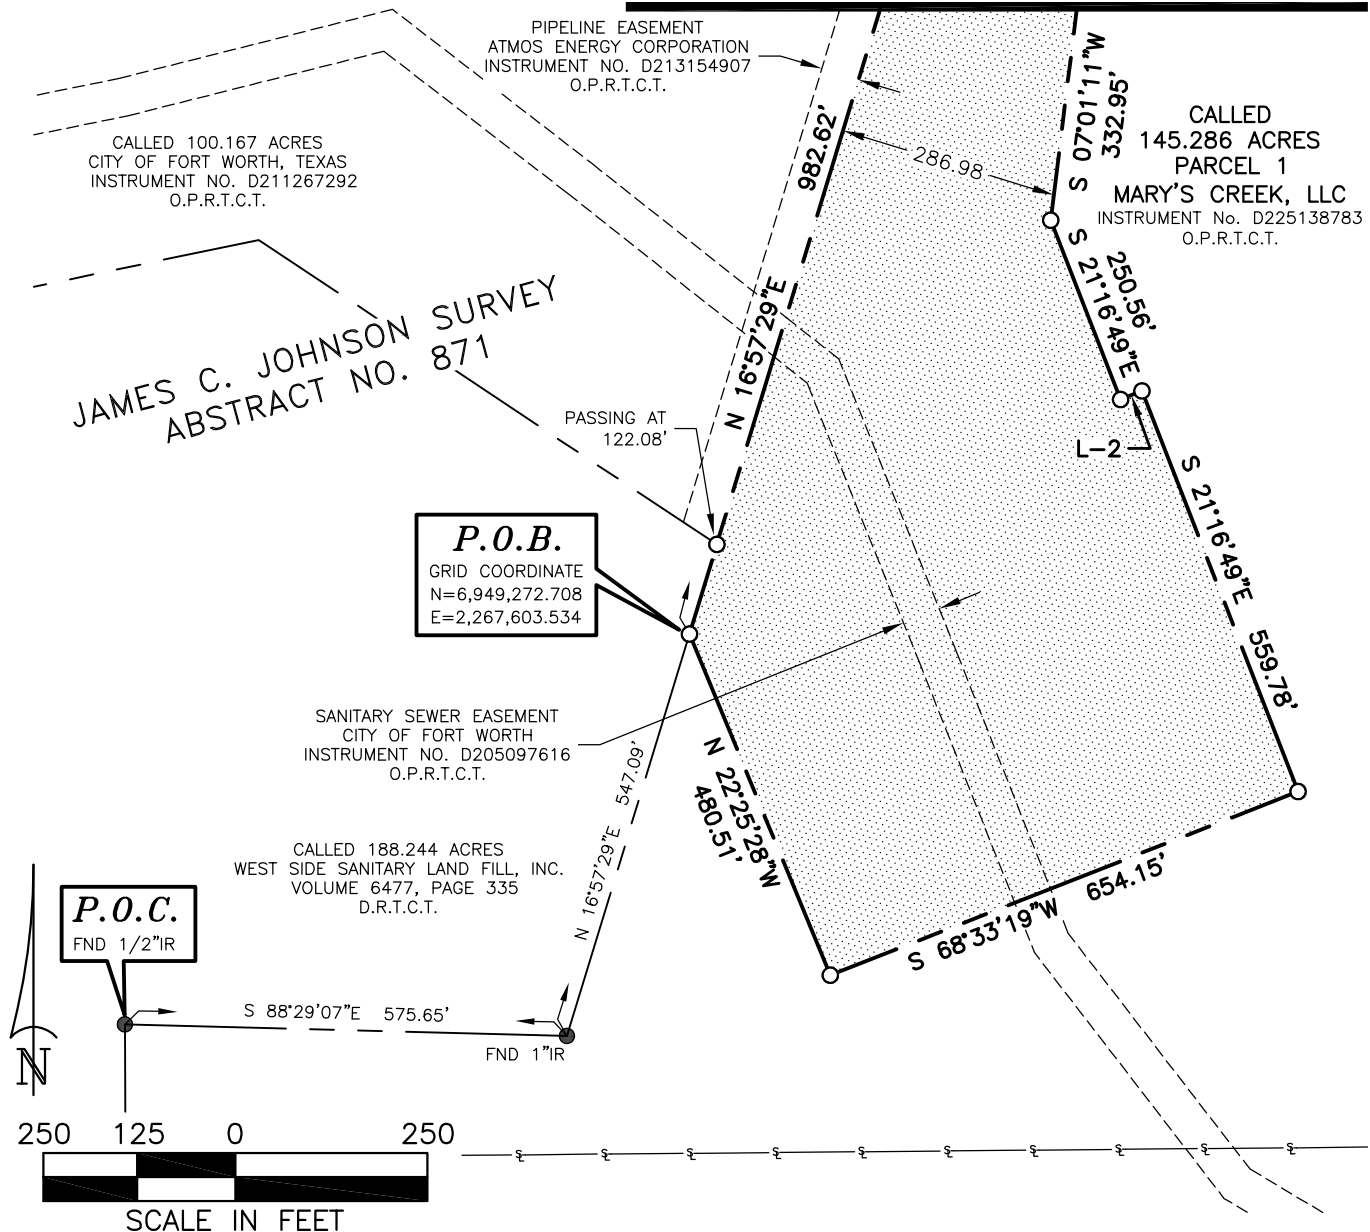 PIPELINE EASEMENT
ATMOS ENERGY CORPORATION
INSTRUMENT NO. D213154907
O.P.R.T.C.T.
CALLED 100.167 ACRES
CITY OF FORT WORTH, TEXAS
INSTRUMENT NO. D211267292
O.P.R.T.C.T.
982.62'
N 16°57'29"E
286.98
S 07°01'11"W
332.95'
CALLED
145.286 ACRES
PARCEL 1
MARY'S CREEK, LLC
INSTRUMENT No. D225138783
O.P.R.T.C.T.
250.56'
S 21°16'49"E
L-2
JAMES C. JOHNSON SURVEY
ABSTRACT NO. 871
PASSING AT
122.08'
S 21°16'49"E 559.78'
P.O.B.
GRID COORDINATE
N=6,949,272.708
E=2,267,603.534
SANITARY SEWER EASEMENT
CITY OF FORT WORTH
INSTRUMENT NO. D205097616
O.P.R.T.C.T.
N 22°25'28"W
480.51'
N 16°57'29"E 547.09'
CALLED 188.244 ACRES
WEST SIDE SANITARY LAND FILL, INC.
VOLUME 6477, PAGE 335
D.R.T.C.T.
S 68°33'19"W 654.15'
P.O.C.
FND 1/2"IR
S 88°29'07"E 575.65'
FND 1"IR
N
250 125 0 250
SCALE IN FEET